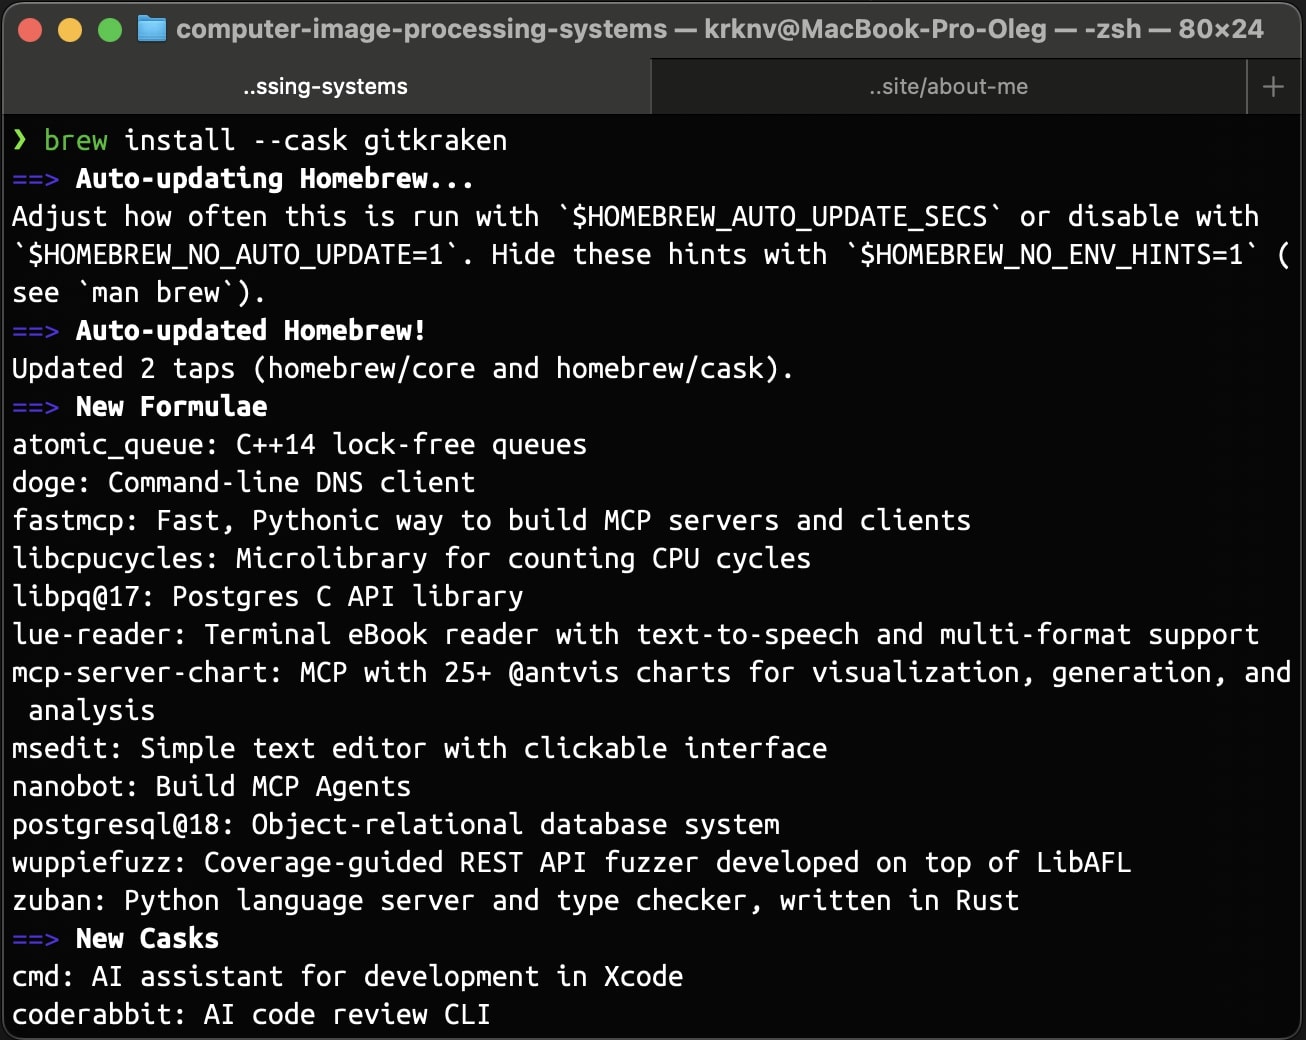 computer-image-processing-systems — krknv@MacBook-Pro-Oleg — -zsh — 80×24
..ssing-systems
..site/about-me
+
❯ brew install --cask gitkraken
==> Auto-updating Homebrew...
Adjust how often this is run with `$HOMEBREW_AUTO_UPDATE_SECS` or disable with
`$HOMEBREW_NO_AUTO_UPDATE=1`. Hide these hints with `$HOMEBREW_NO_ENV_HINTS=1` (
see `man brew`).
==> Auto-updated Homebrew!
Updated 2 taps (homebrew/core and homebrew/cask).
==> New Formulae
atomic_queue: C++14 lock-free queues
doge: Command-line DNS client
fastmcp: Fast, Pythonic way to build MCP servers and clients
libcpucycles: Microlibrary for counting CPU cycles
libpq@17: Postgres C API library
lue-reader: Terminal eBook reader with text-to-speech and multi-format support
mcp-server-chart: MCP with 25+ @antvis charts for visualization, generation, and
 analysis
msedit: Simple text editor with clickable interface
nanobot: Build MCP Agents
postgresql@18: Object-relational database system
wuppiefuzz: Coverage-guided REST API fuzzer developed on top of LibAFL
zuban: Python language server and type checker, written in Rust
==> New Casks
cmd: AI assistant for development in Xcode
coderabbit: AI code review CLI